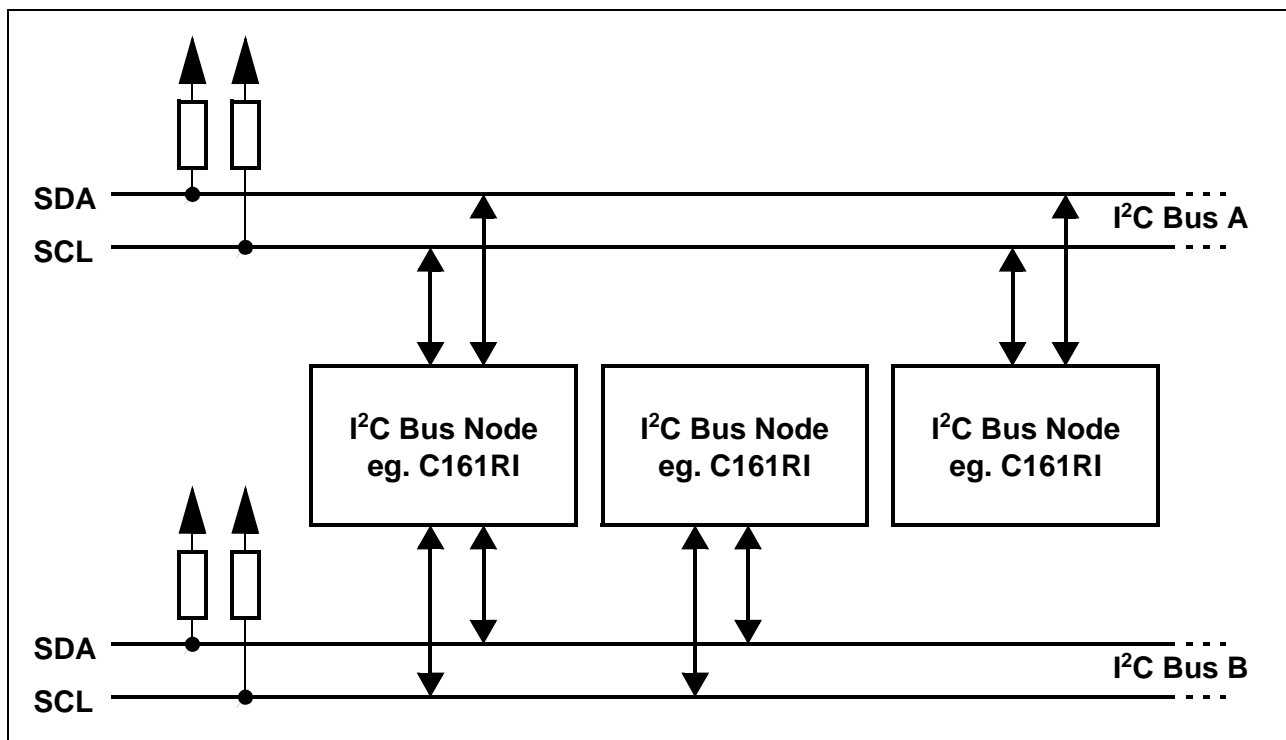 SDA
I²C Bus A
SCL
I²C Bus Node
eg. C161RI
I²C Bus Node
eg. C161RI
I²C Bus Node
eg. C161RI
SDA
I²C Bus B
SCL